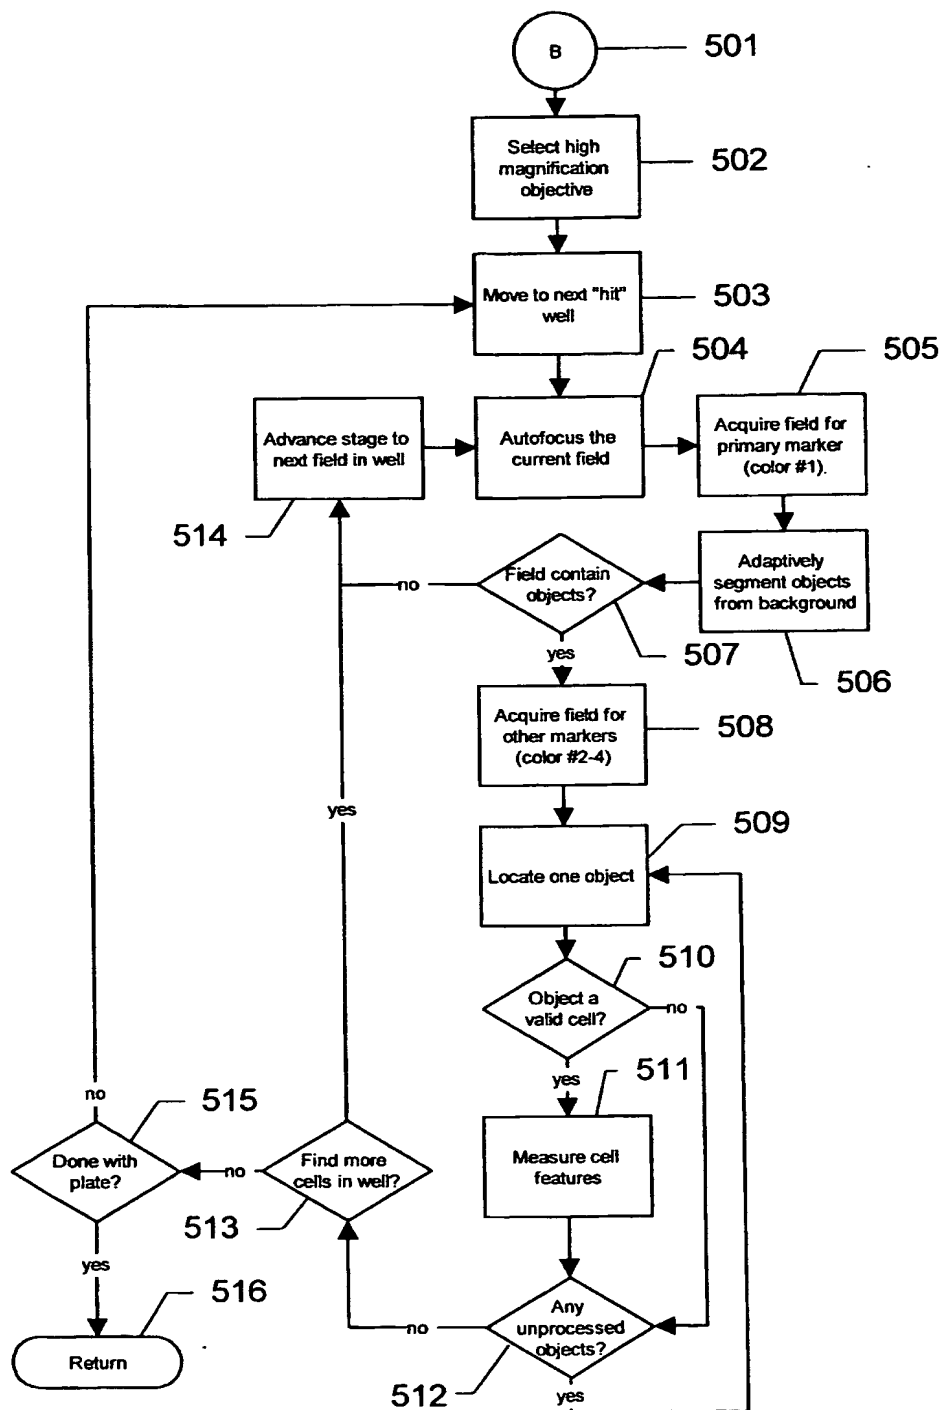 B
501
Select high
magnification
objective
502
Move to next "hit"
well
503
504
505
Advance stage to
next field in well
Autofocus the
current field
Acquire field for
primary marker
(color #1).
514
Field contain
objects?
no
Adaptively
segment objects
from background
yes
507
506
Acquire field for
other markers
(color #2-4)
508
yes
509
Locate one object
510
Object a
valid cell?
no
yes
511
no
515
Measure cell
features
Done with
plate?
no
Find more
cells in well?
513
yes
516
Return
no
Any
unprocessed
objects?
512
yes